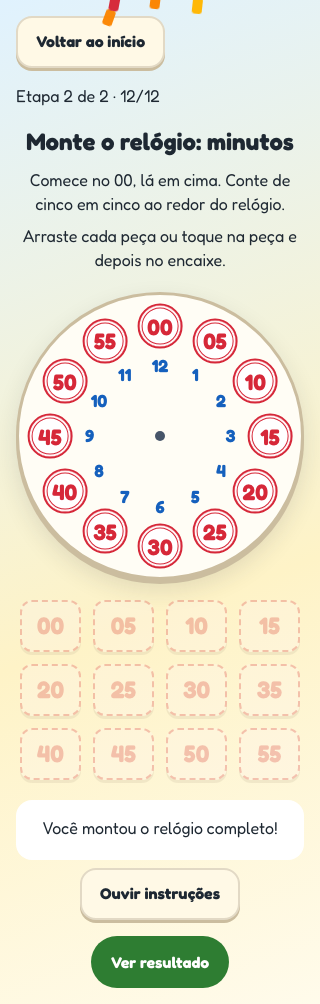 Voltar ao início
Etapa 2 de 2 · 12/12
Monte o relógio: minutos
Comece no 00, lá em cima. Conte de
cinco em cinco ao redor do relógio.
Arraste cada peça ou toque na peça e
depois no encaixe.
00
55 05
12
11 1
50 10
10 2
45 9 3 15
8 4
40 20
7 5
6
35 25
30
00 05 10 15
20 25 30 35
40 45 50 55
Você montou o relógio completo!
Ouvir instruções
Ver resultado